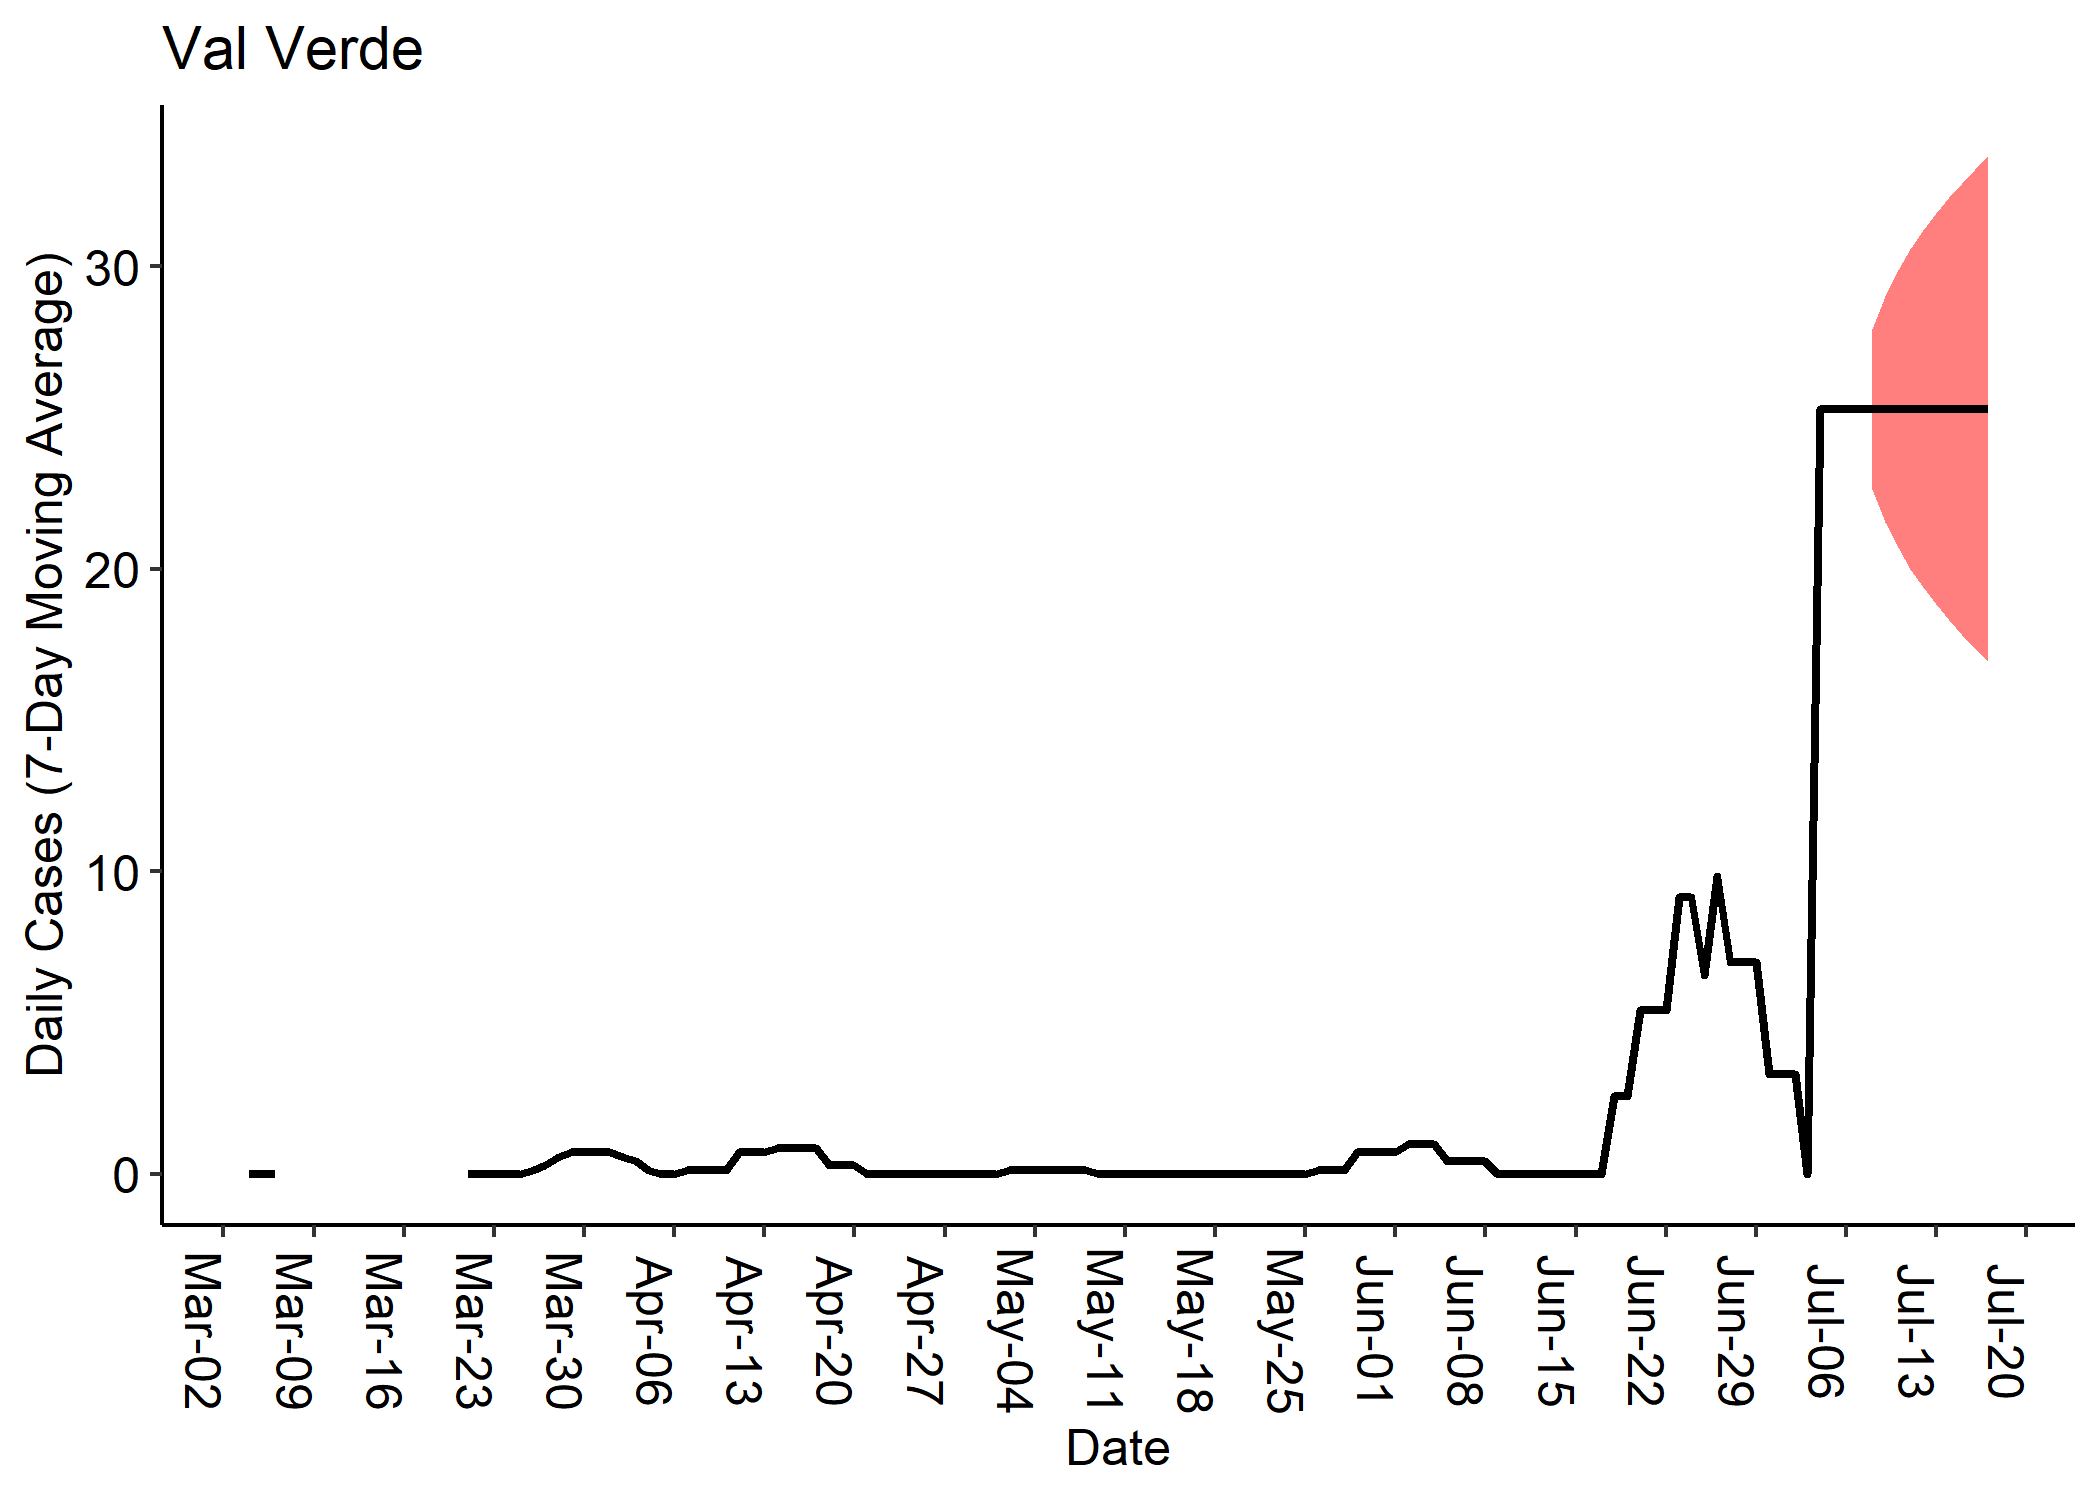 Val Verde
Daily Cases (7-Day Moving Average)
30
20
10
0
Mar-02
Mar-09
Mar-16
Mar-23
Mar-30
Apr-06
Apr-13
Apr-20
Apr-27
May-04
May-11
May-18
May-25
Jun-01
Jun-08
Jun-15
Jun-22
Jun-29
Jul-06
Jul-13
Jul-20
Date